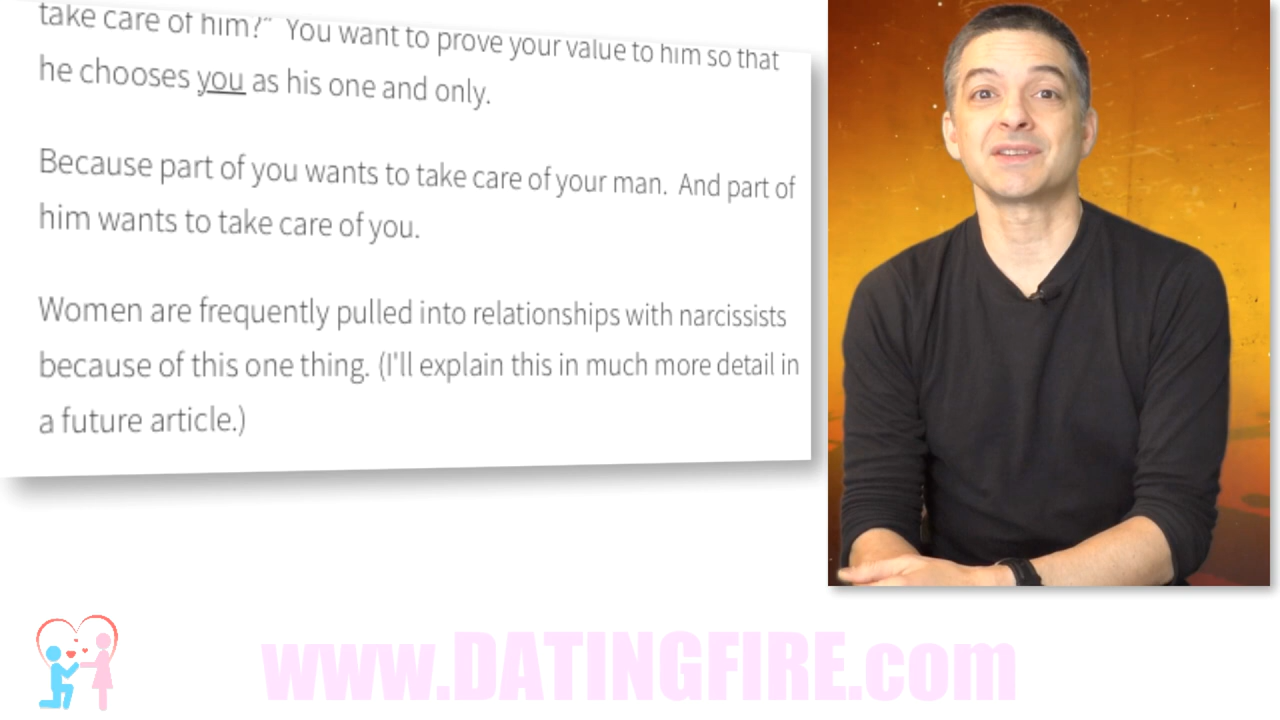 take care of him?" You want to prove your value to him so that
he chooses you as his one and only.
Because part of you wants to take care of your man. And part of
him wants to take care of you.
Women are frequently pulled into relationships with narcissists
because of this one thing. (I'll explain this in much more detail in
a future article.)
www.DATINGFIRE.com